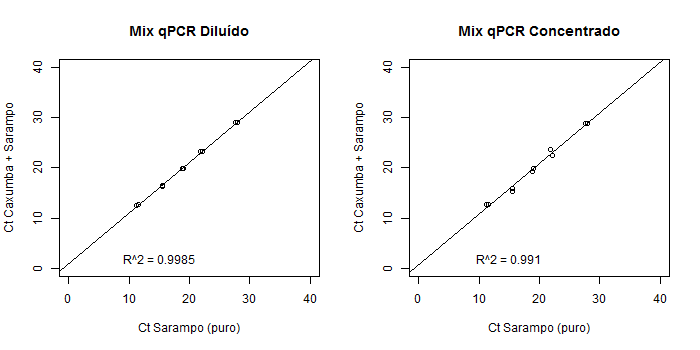 Mix qPCR Diluído
Ct Caxumba + Sarampo
40
30
20
10
0
R^2 = 0.9985
0 10 20 30 40
Ct Sarampo (puro)
Mix qPCR Concentrado
Ct Caxumba + Sarampo
40
30
20
10
0
R^2 = 0.991
0 10 20 30 40
Ct Sarampo (puro)